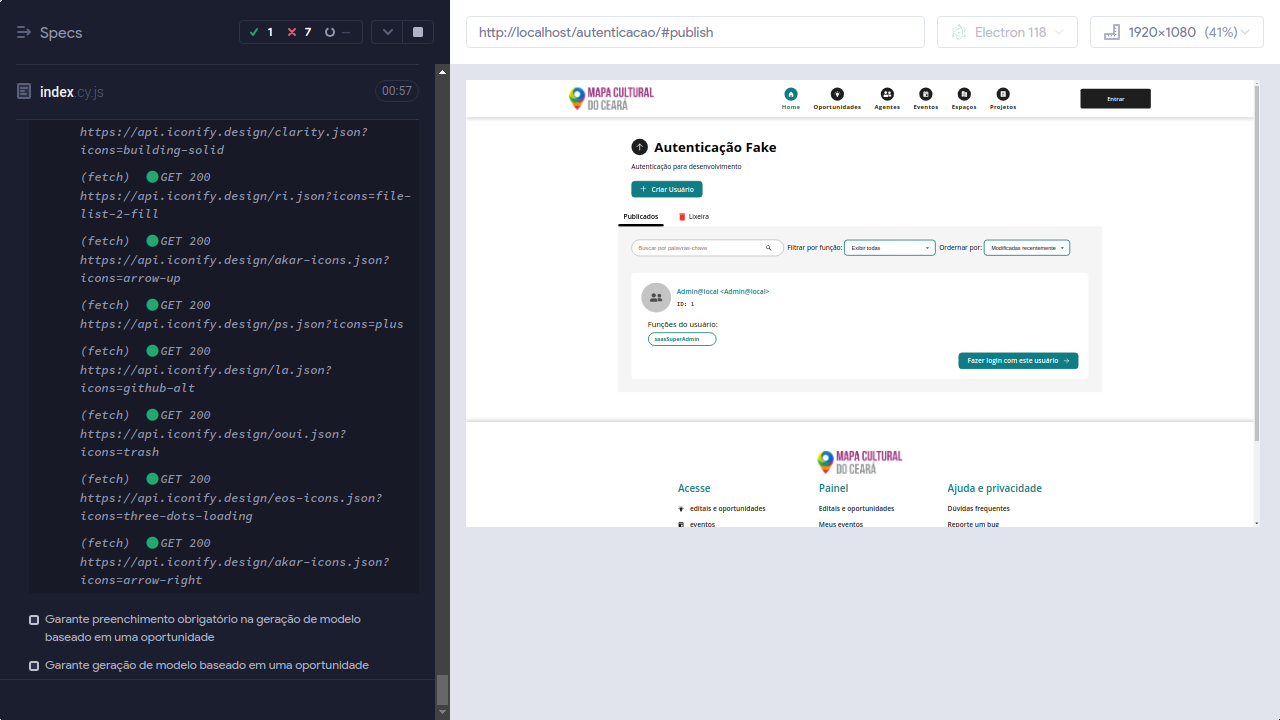 Specs
1
7
--
index.cy.js
00:57
https://api.iconify.design/clarity.json?
icons=building-solid
(fetch) GET 200
https://api.iconify.design/ri.json?icons=file-
list-2-fill
(fetch) GET 200
https://api.iconify.design/akar-icons.json?
icons=arrow-up
(fetch) GET 200
https://api.iconify.design/ps.json?icons=plus
(fetch) GET 200
https://api.iconify.design/la.json?
icons=github-alt
(fetch) GET 200
https://api.iconify.design/ooui.json?
icons=trash
(fetch) GET 200
https://api.iconify.design/eos-icons.json?
icons=three-dots-loading
(fetch) GET 200
https://api.iconify.design/akar-icons.json?
icons=arrow-right
Garante preenchimento obrigatório na geração de modelo
baseado em uma oportunidade
Garante geração de modelo baseado em uma oportunidade
http://localhost/autenticacao/#publish
Electron 118
1920×1080 (41%)
MAPA CULTURAL
DO CEARÁ
Home Oportunidades Agentes Eventos Espaços Projetos
Entrar
Autenticação Fake
Autenticação para desenvolvimento
Criar Usuário
Publicados Lixeira
Buscar por palavras-chave Filtrar por função: Exibir todas Ordernar por: Modificadas recentemente
Admin@local <Admin@local>
ID: 1
Funções do usuário:
saasSuperAdmin
Fazer login com este usuário
MAPA CULTURAL
DO CEARÁ
Acesse Painel Ajuda e privacidade
editais e oportunidades Editais e oportunidades Dúvidas frequentes
eventos Meus eventos Reporte um bug